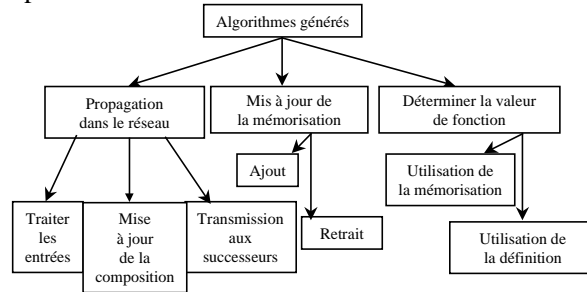 Algorithmes générés
Propagation
dans le réseau
Mis à jour de
la mémorisation
Déterminer la valeur
de fonction
Ajout
Utilisation de
la mémorisation
Traiter
les
entrées
Mise
à jour
de la
composition
Transmission
aux
successeurs
Retrait
Utilisation de
la définition